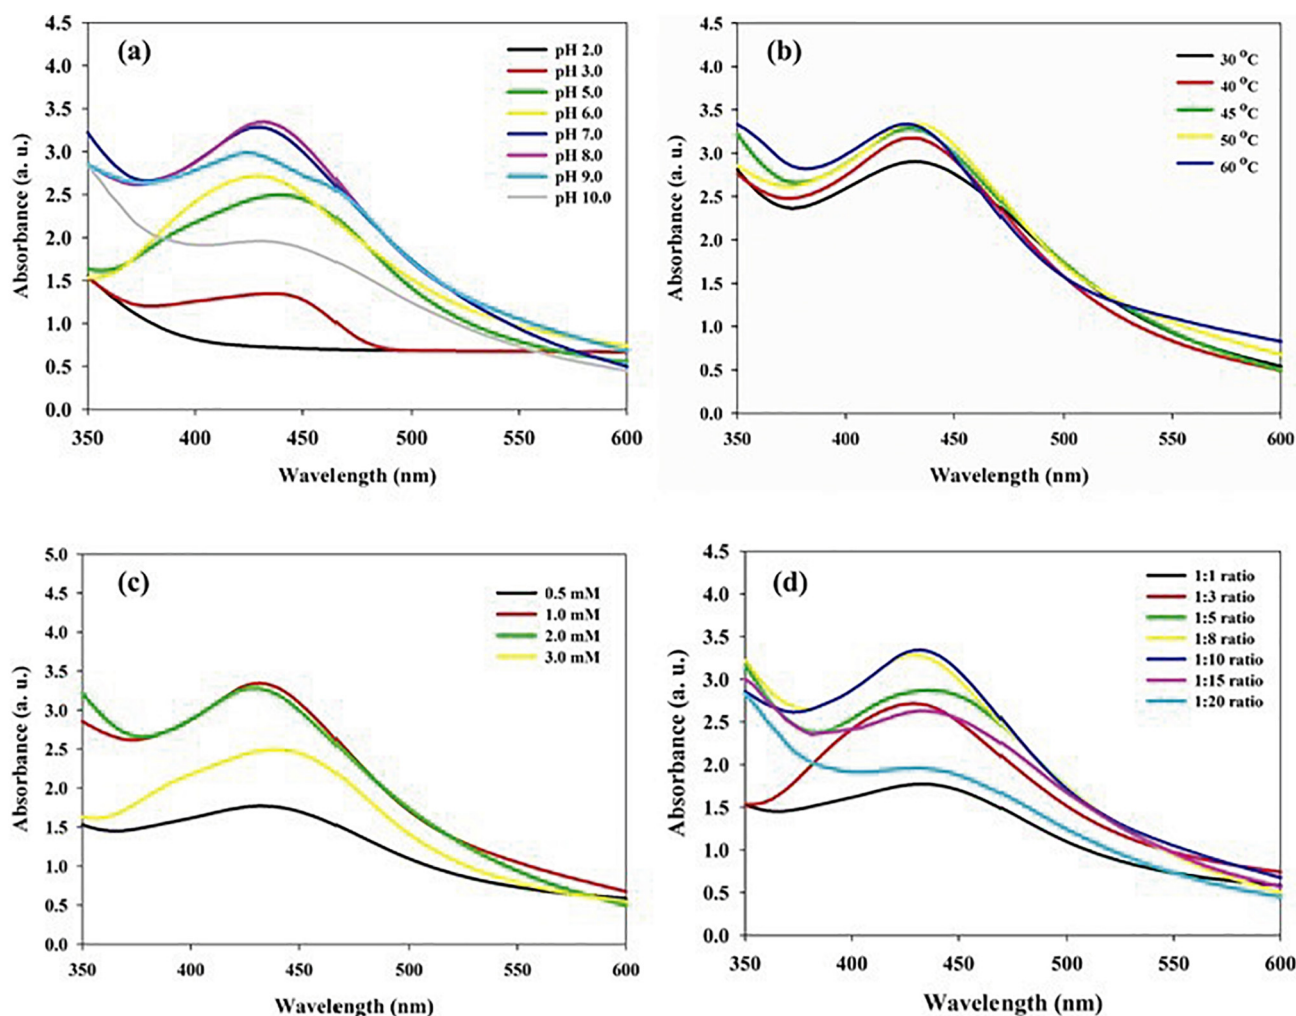 (a)
pH 2.0
pH 3.0
pH 5.0
pH 6.0
pH 7.0
pH 8.0
pH 9.0
pH 10.0
4.5
4.0
3.5
3.0
2.5
2.0
1.5
1.0
0.5
0.0
Absorbance (a. u.)
350 400 450 500 550 600
Wavelength (nm)
(b)
30 °C
40 °C
45 °C
50 °C
60 °C
4.5
4.0
3.5
3.0
2.5
2.0
1.5
1.0
0.5
0.0
Absorbance (a. u.)
350 400 450 500 550 600
Wavelength (nm)
(c)
0.5 mM
1.0 mM
2.0 mM
3.0 mM
5.0
4.5
4.0
3.5
3.0
2.5
2.0
1.5
1.0
0.5
0.0
Absorbance (a. u.)
350 400 450 500 550 600
Wavelength (nm)
(d)
1:1 ratio
1:3 ratio
1:5 ratio
1:8 ratio
1:10 ratio
1:15 ratio
1:20 ratio
4.5
4.0
3.5
3.0
2.5
2.0
1.5
1.0
0.5
0.0
Absorbance (a. u.)
350 400 450 500 550 600
Wavelength (nm)